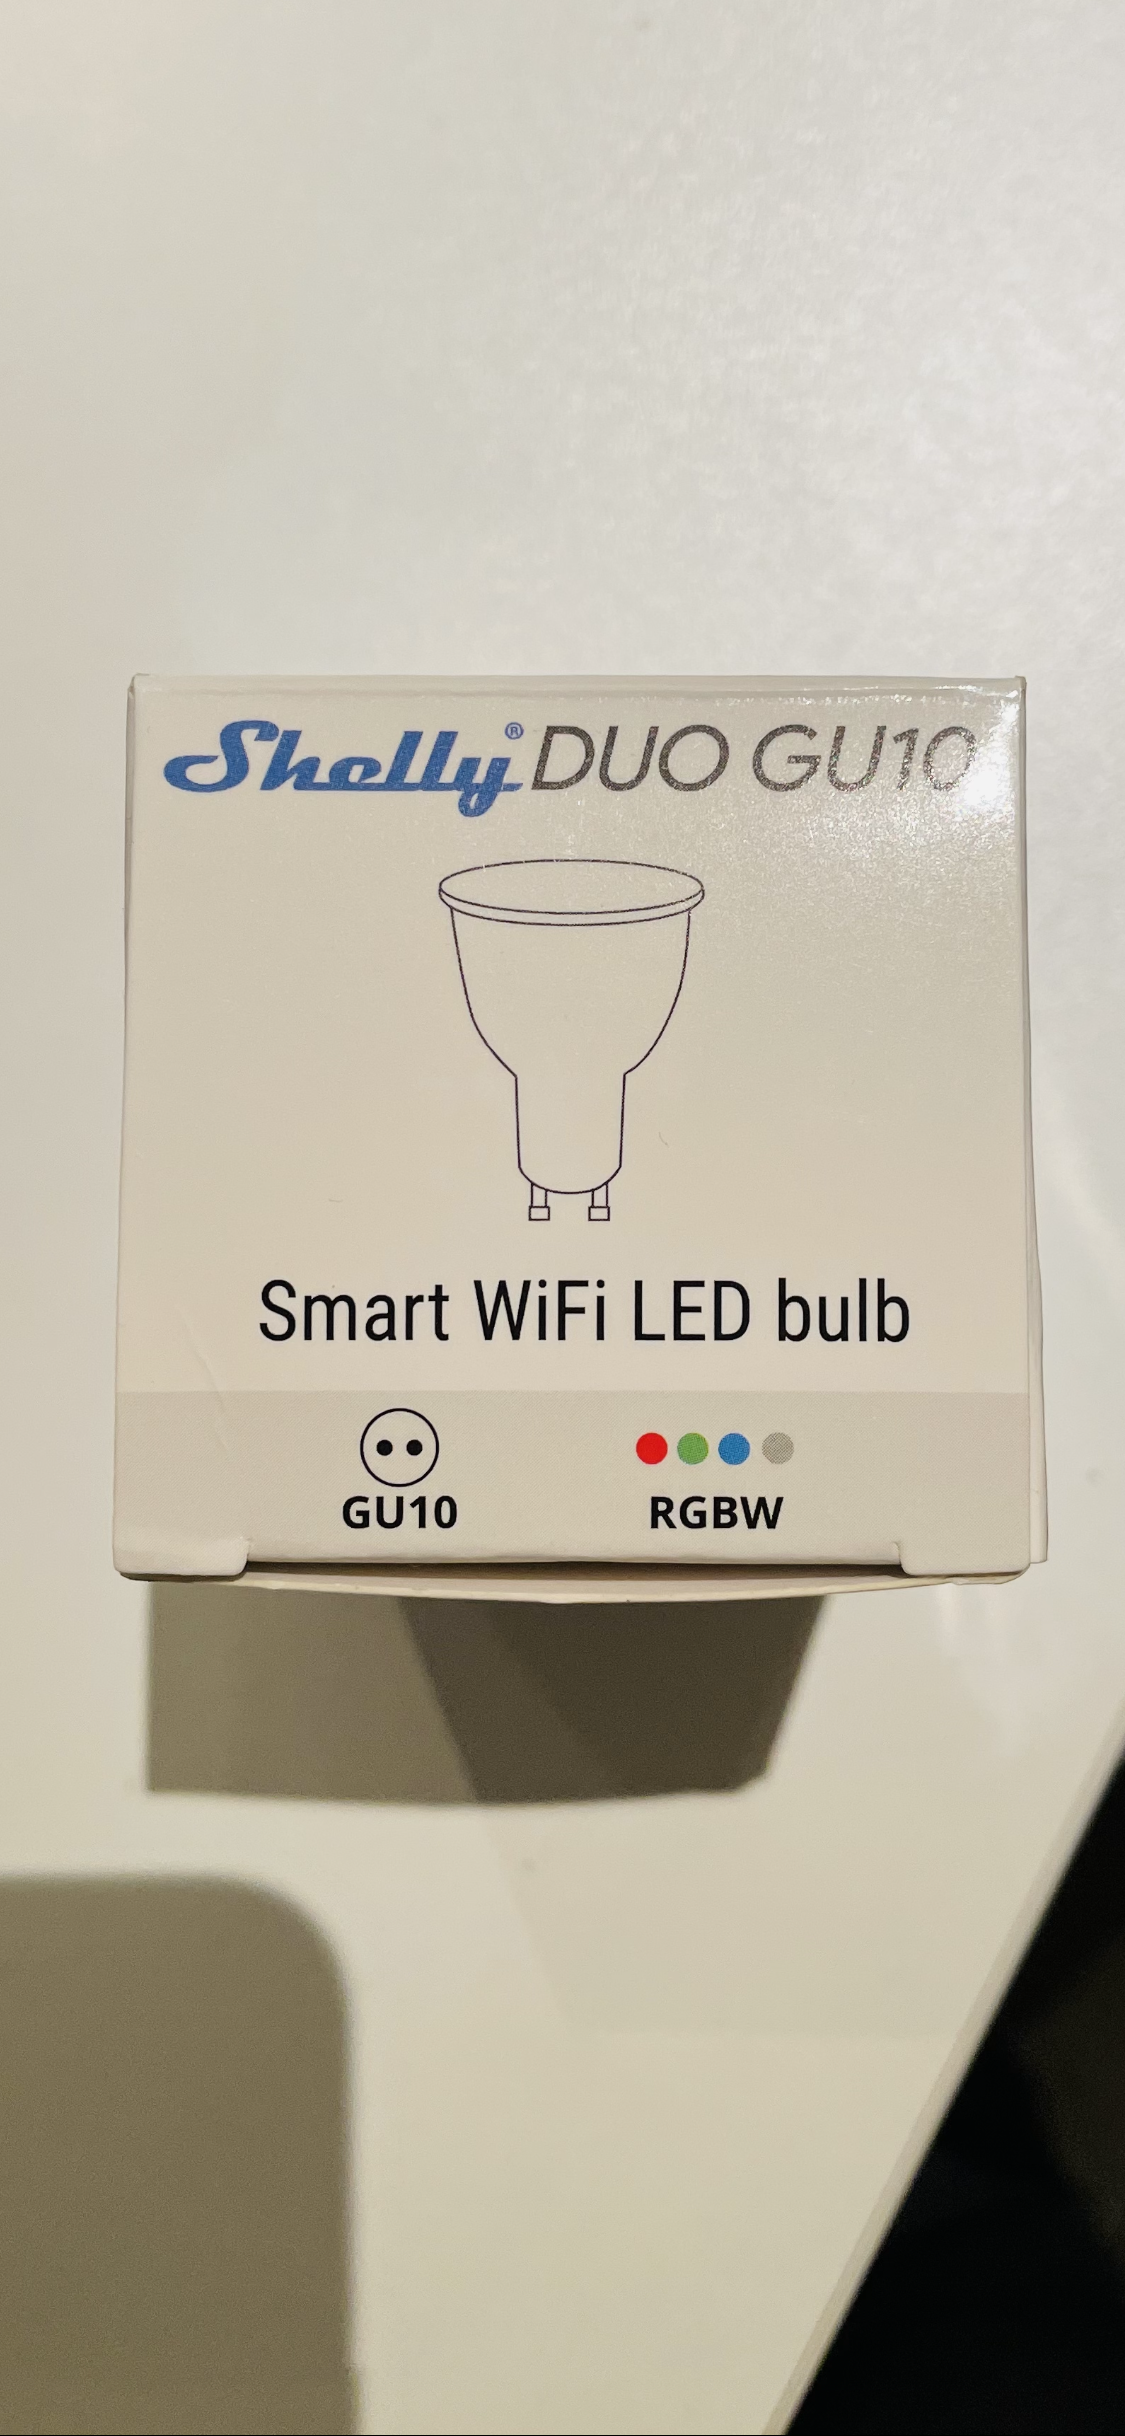 Shelly® DUO GU10
Smart WiFi LED bulb
GU10
RGBW